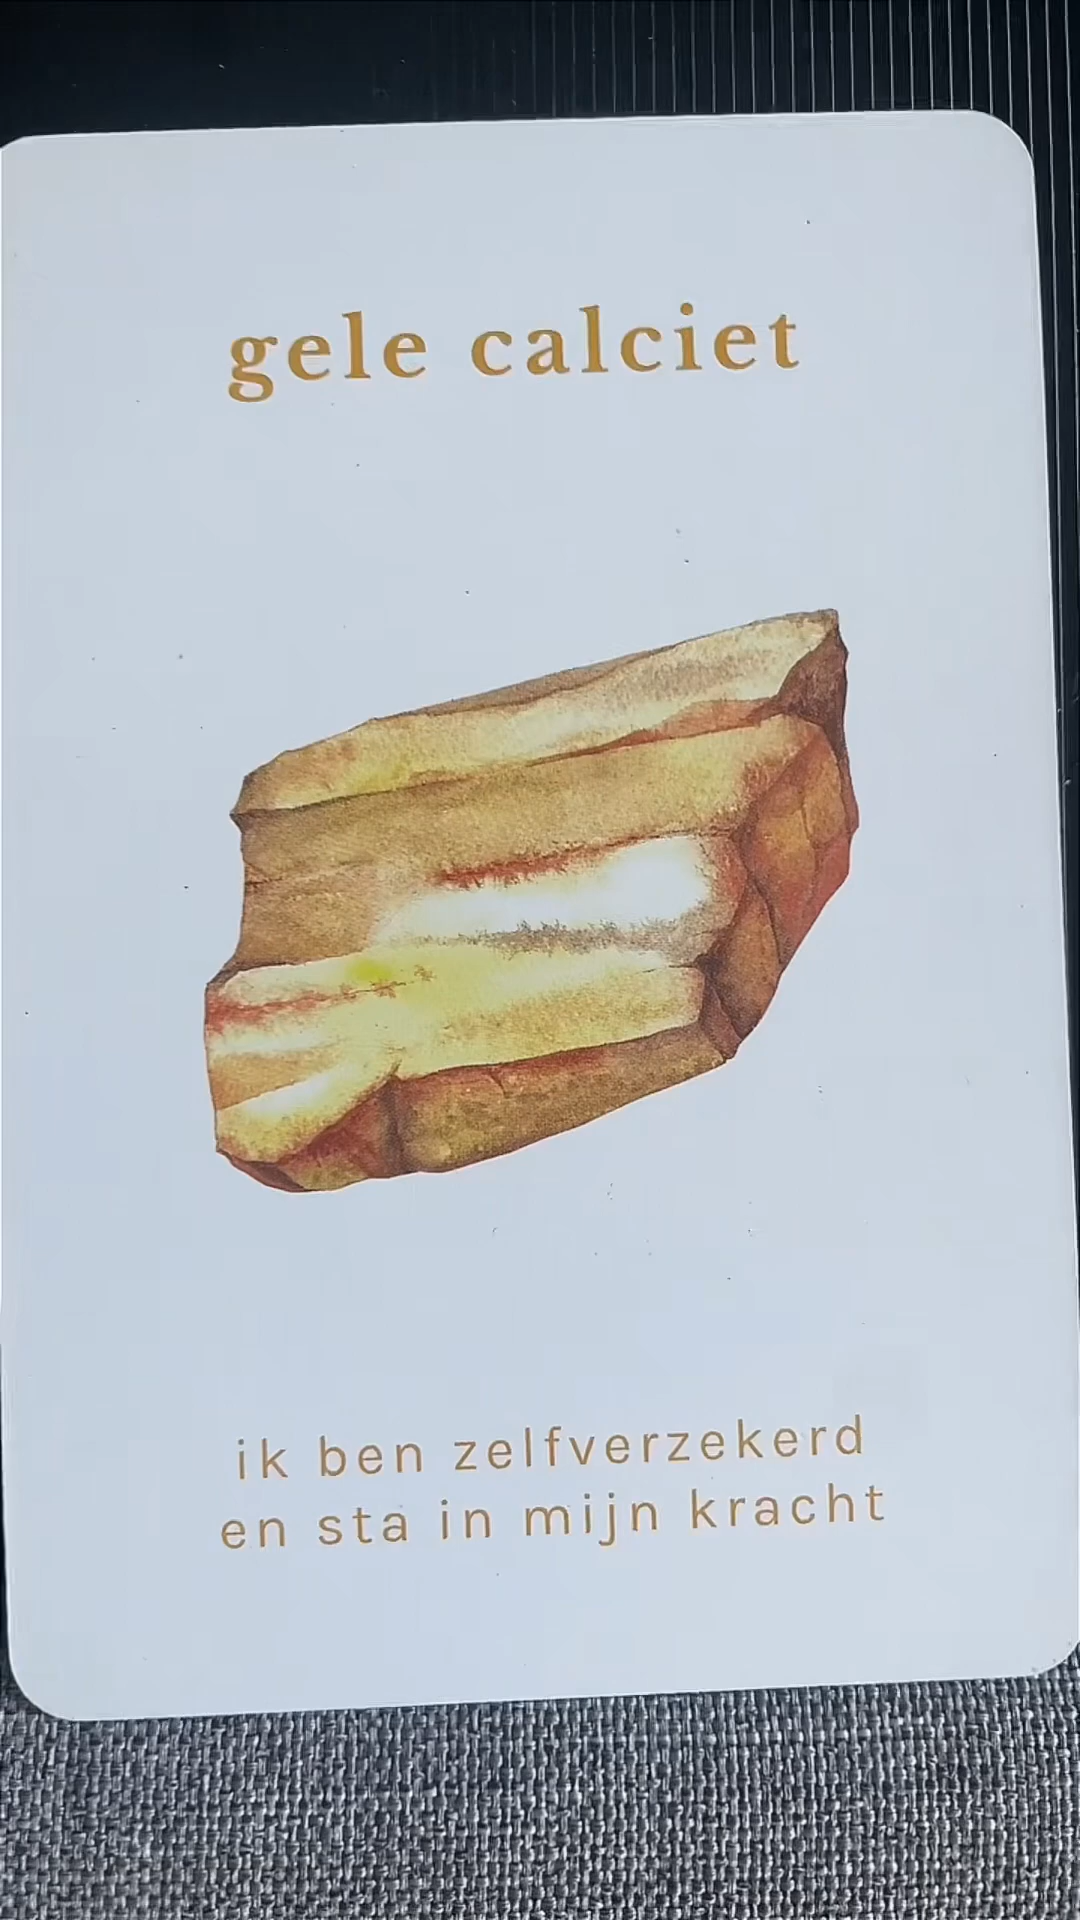 gele calciet
ik ben zelfverzekerd
en sta in mijn kracht